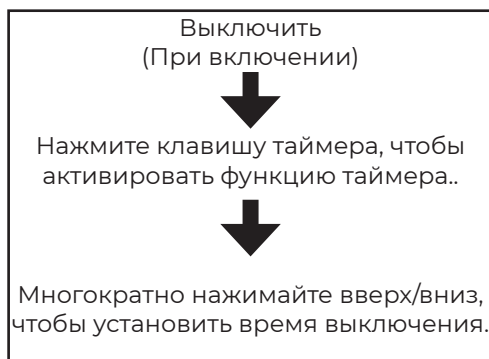 Выключить
(При включении)
Нажмите клавишу таймера, чтобы
активировать функцию таймера..
Многократно нажимайте вверх/вниз,
чтобы установить время выключения.